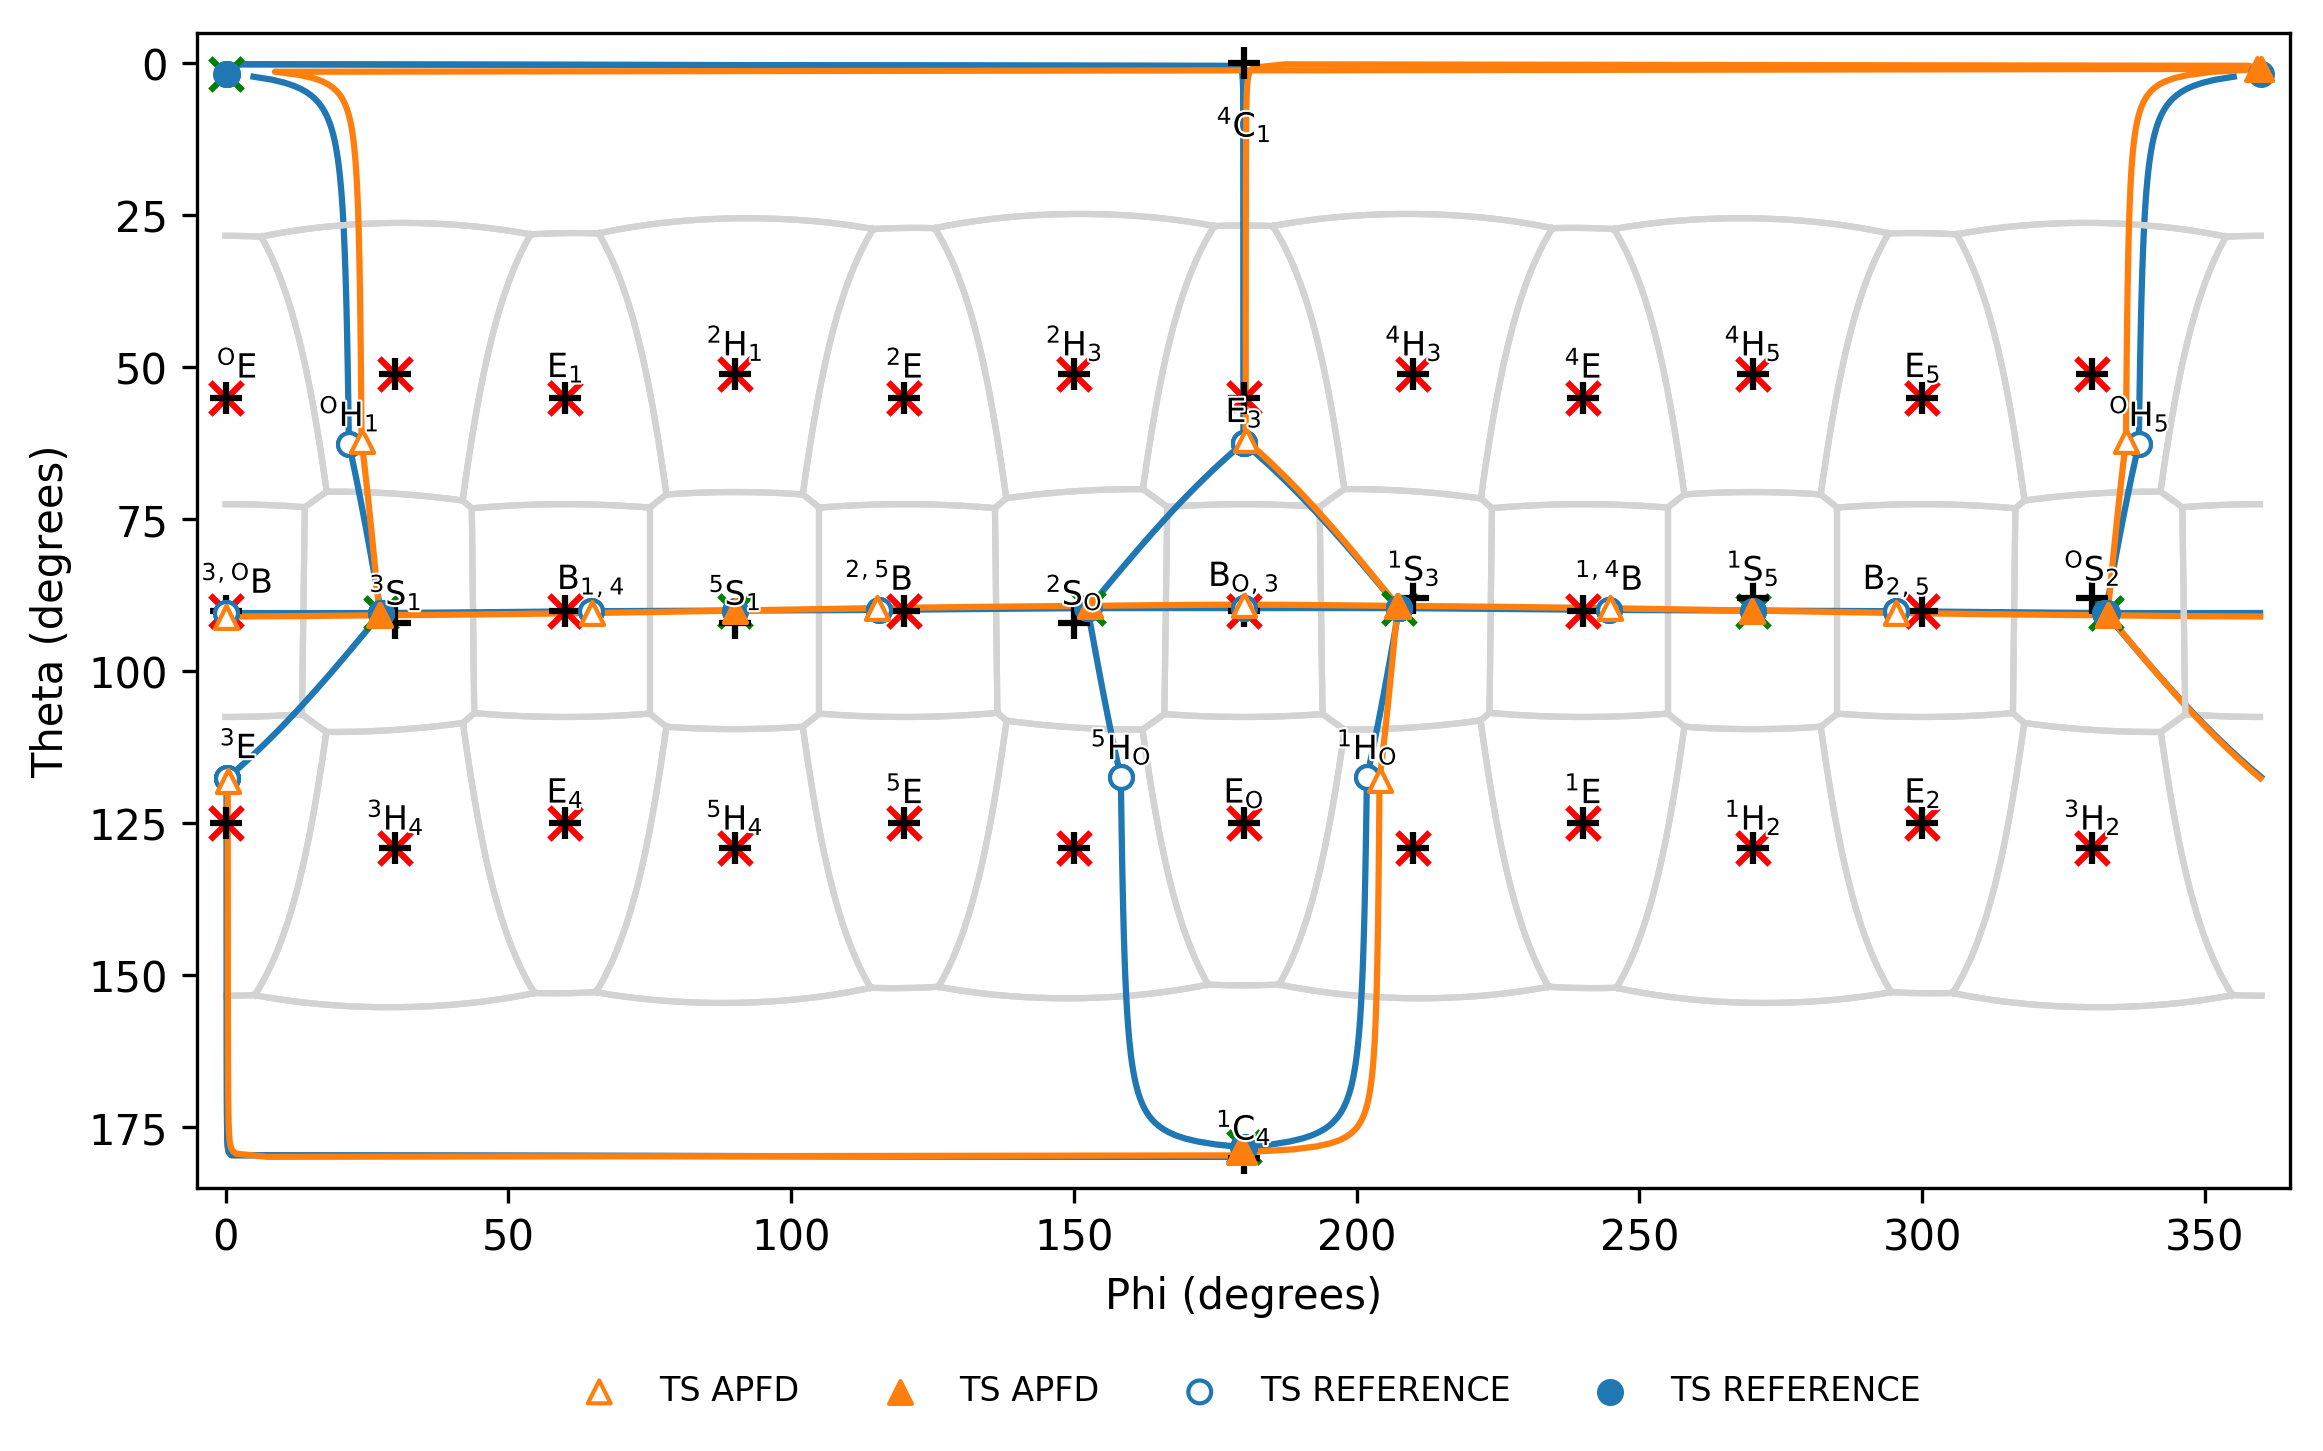 0
⁴C₁
25
²H₁ ²H₃ ⁴H₃ ⁴H₅
ᴼE E₁ ²E ⁴E E₅
50
ᴼH₁ E₃ ᴼH₅
75
³,ᴼB ³S₁ B₁,₄ ⁵S₁ ²,⁵B ²Sₒ Bₒ,₃ ¹S₃ ¹,⁴B ¹S₅ B₂,₅ ᴼS₂
100
³E ⁵Hₒ ¹Hₒ
E₄ ⁵E Eₒ ¹E E₂
³H₄ ⁵H₄ ¹H₂ ³H₂
125
150
175
¹C₄
Theta (degrees)
0 50 100 150 200 250 300 350
Phi (degrees)
TS APFD TS APFD TS REFERENCE TS REFERENCE